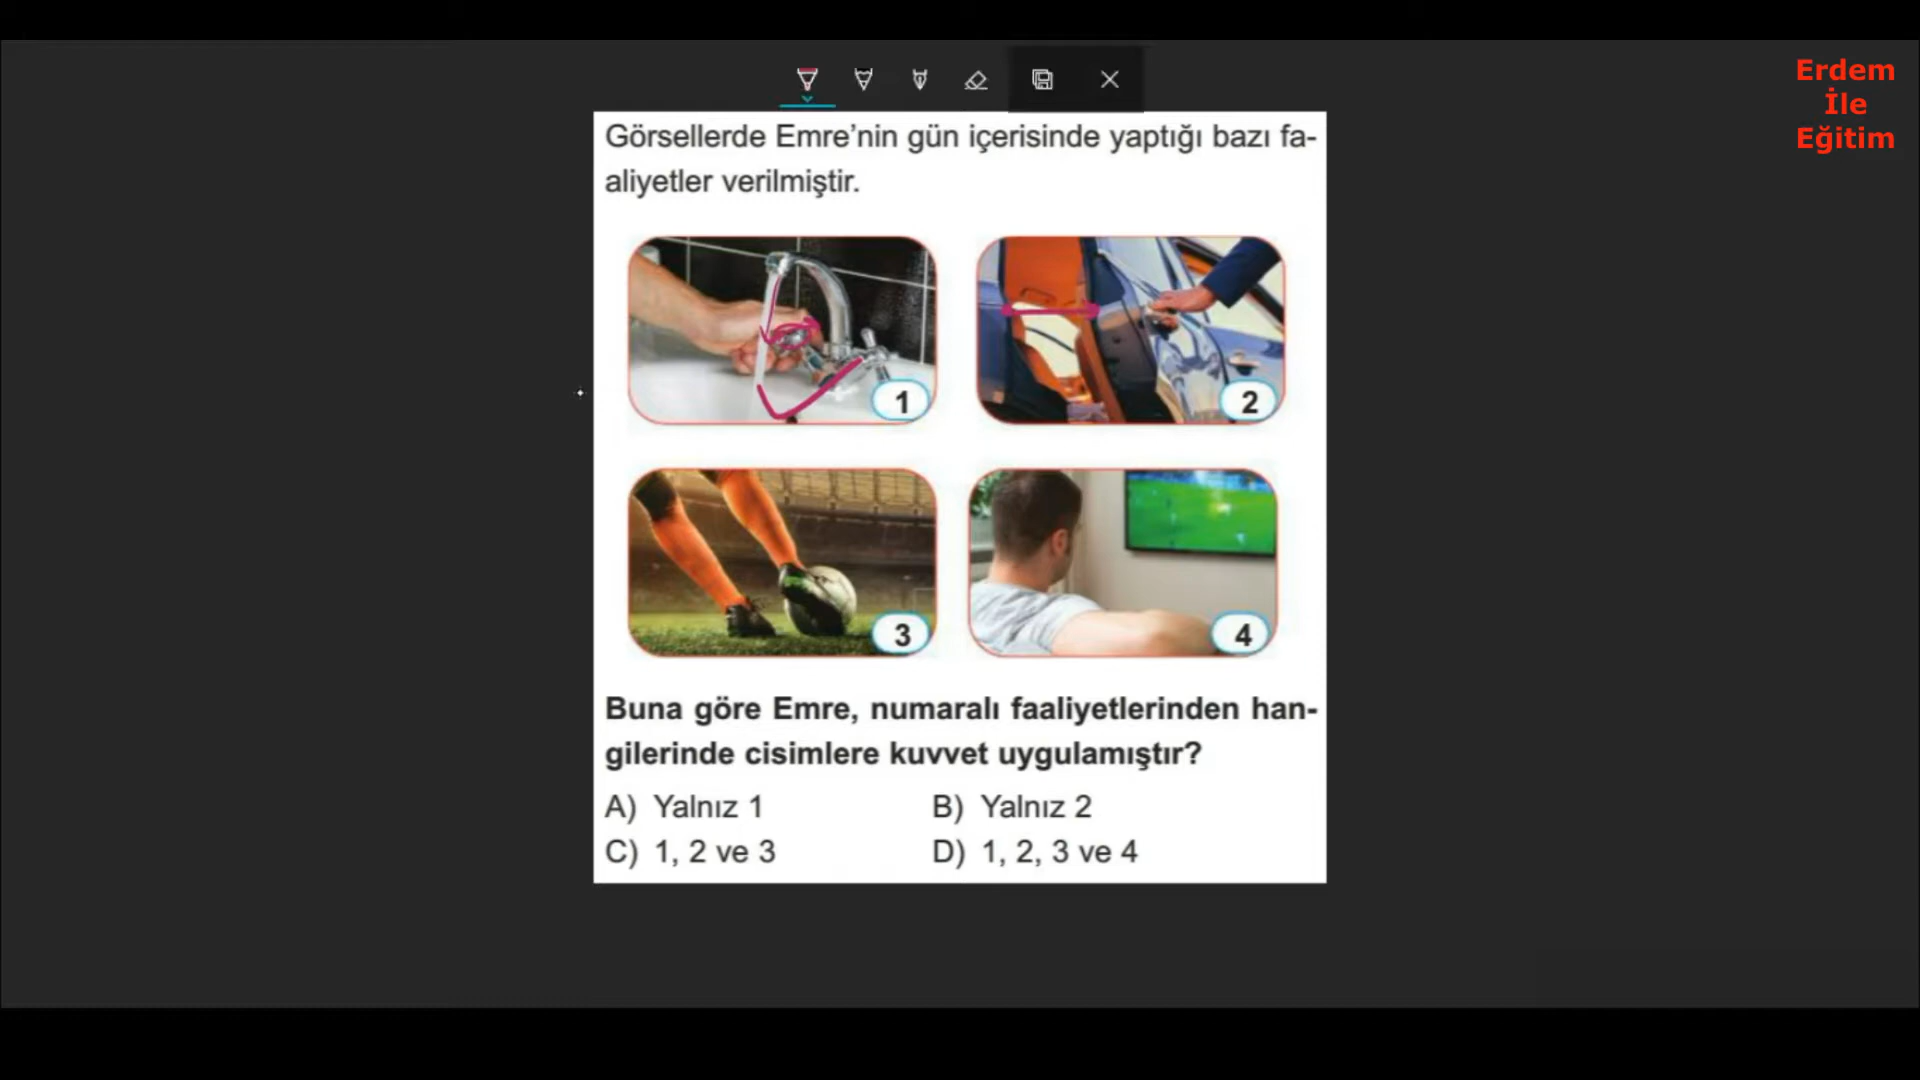 Erdem
İle
Eğitim
Görsellerde Emre’nin gün içerisinde yaptığı bazı fa-
aliyetler verilmiştir.
1
2
3
4
Buna göre Emre, numaralı faaliyetlerinden han-
gilerinde cisimlere kuvvet uygulamıştır?
A) Yalnız 1
B) Yalnız 2
C) 1, 2 ve 3
D) 1, 2, 3 ve 4